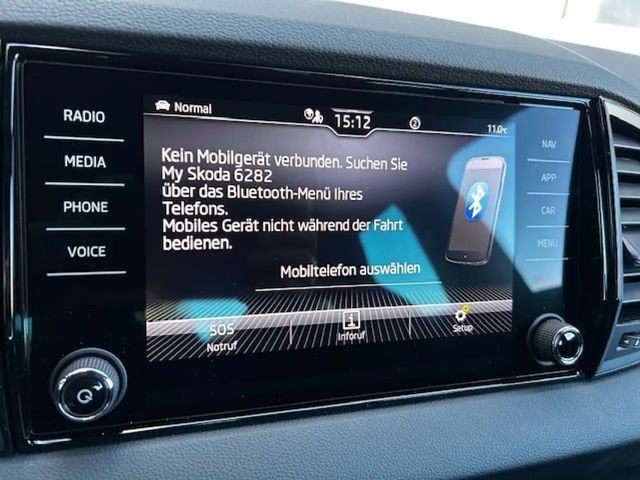 Normal
15:12
2
11.0°C
RADIO
MEDIA
PHONE
VOICE
Kein Mobilgerät verbunden. Suchen Sie
My Skoda 6282
über das Bluetooth-Menü Ihres
Telefons.
Mobiles Gerät nicht während der Fahrt
bedienen.
Mobiltelefon auswählen
SOS
Notruf
i
Inforuf
Setup
NAV
APP
CAR
MENU